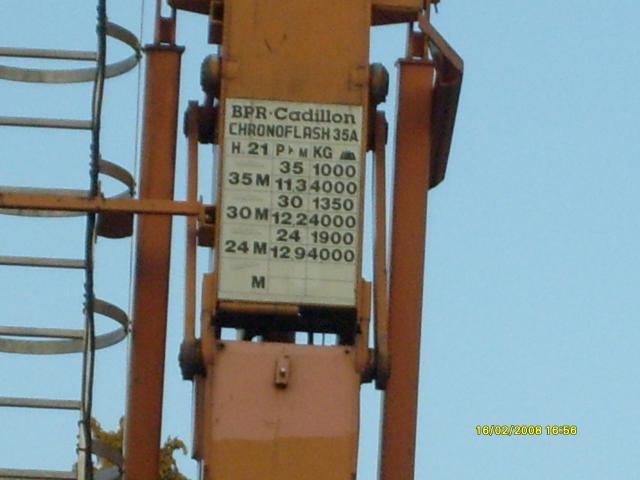 BPR·Cadillon
CHRONOFLASH 35A
H 21 P M KG
35 1000
35 M 11,3 4000
30 1350
30 M 12,2 4000
24 1900
24 M 12 9 4000
M
16/02/2008 16:56